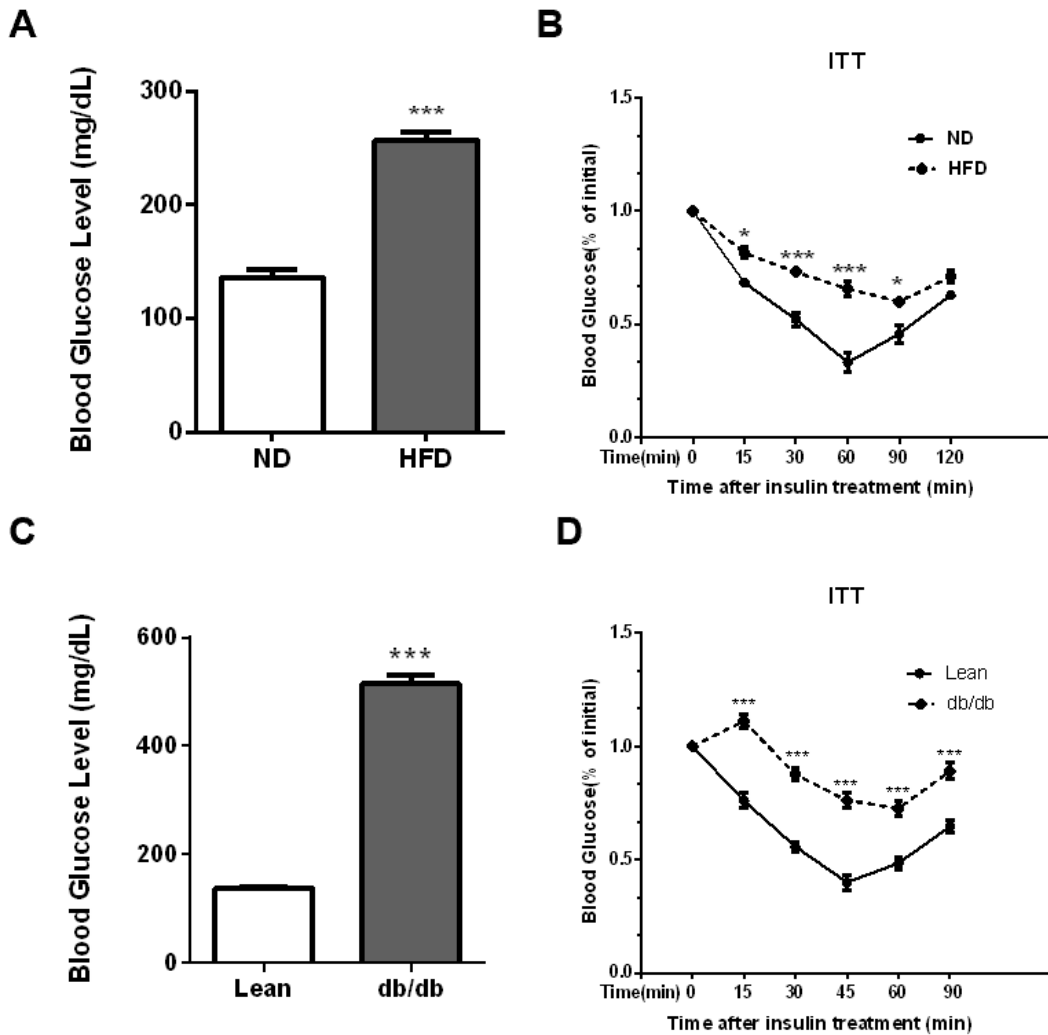 A
Blood Glucose Level (mg/dL)
300
200
100
0
***
ND
HFD
B
ITT
Blood Glucose(% of initial)
1.5
1.0
0.5
0.0
ND
HFD
*
***
***
*
Time(min) 0 15 30 60 90 120
Time after insulin treatment (min)
C
Blood Glucose Level (mg/dL)
600
400
200
0
***
Lean
db/db
D
ITT
Blood Glucose(% of initial)
1.5
1.0
0.5
0.0
Lean
db/db
***
***
***
***
***
Time(min) 0 15 30 45 60 90
Time after insulin treatment (min)